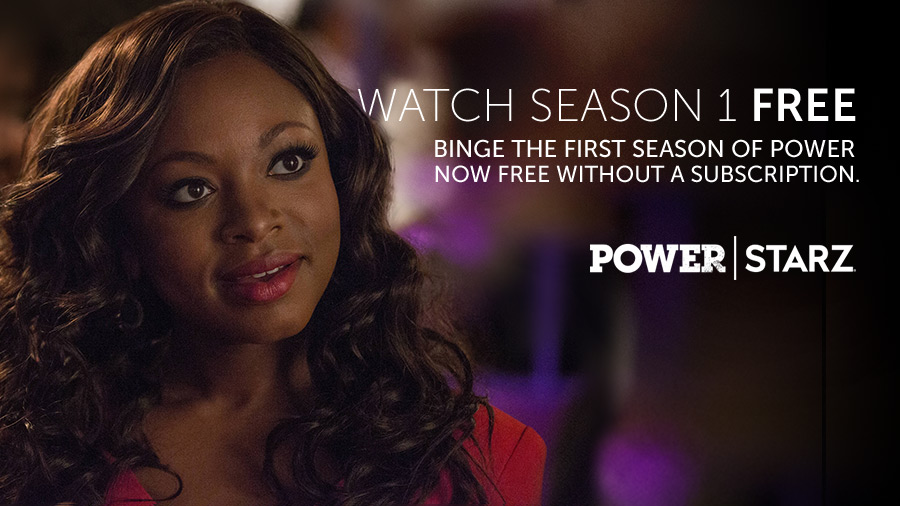 WATCH SEASON 1 FREE
BINGE THE FIRST SEASON OF POWER
NOW FREE WITHOUT A SUBSCRIPTION.
POWER | STARZ